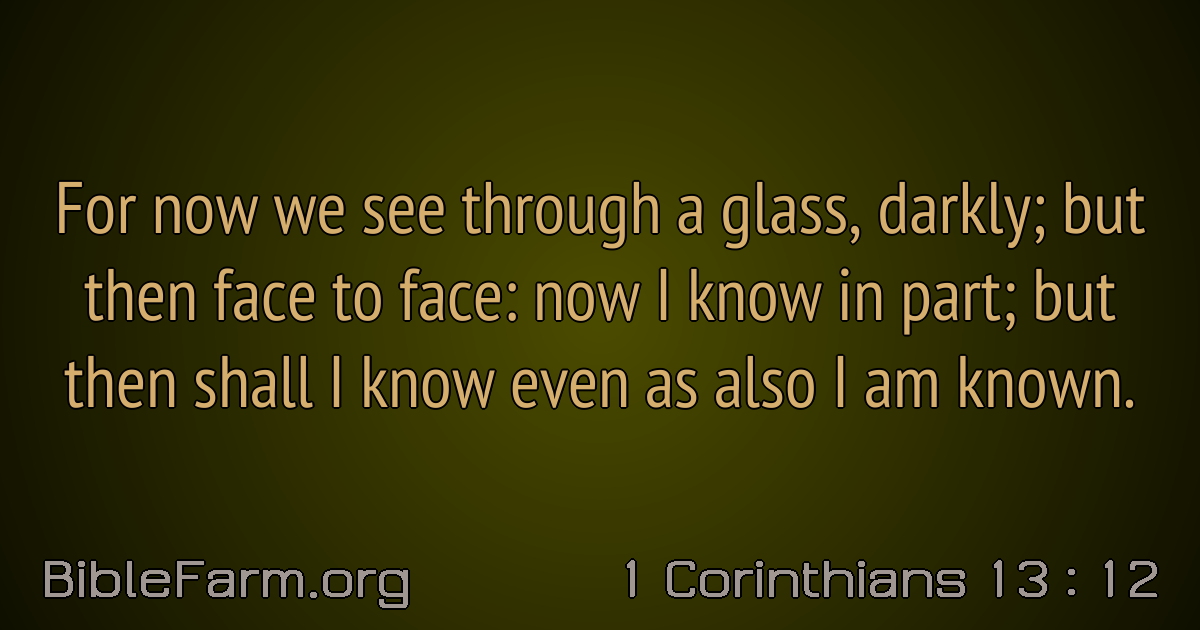 For now we see through a glass, darkly; but
then face to face: now I know in part; but
then shall I know even as also I am known.
BibleFarm.org
1 Corinthians 13 : 12